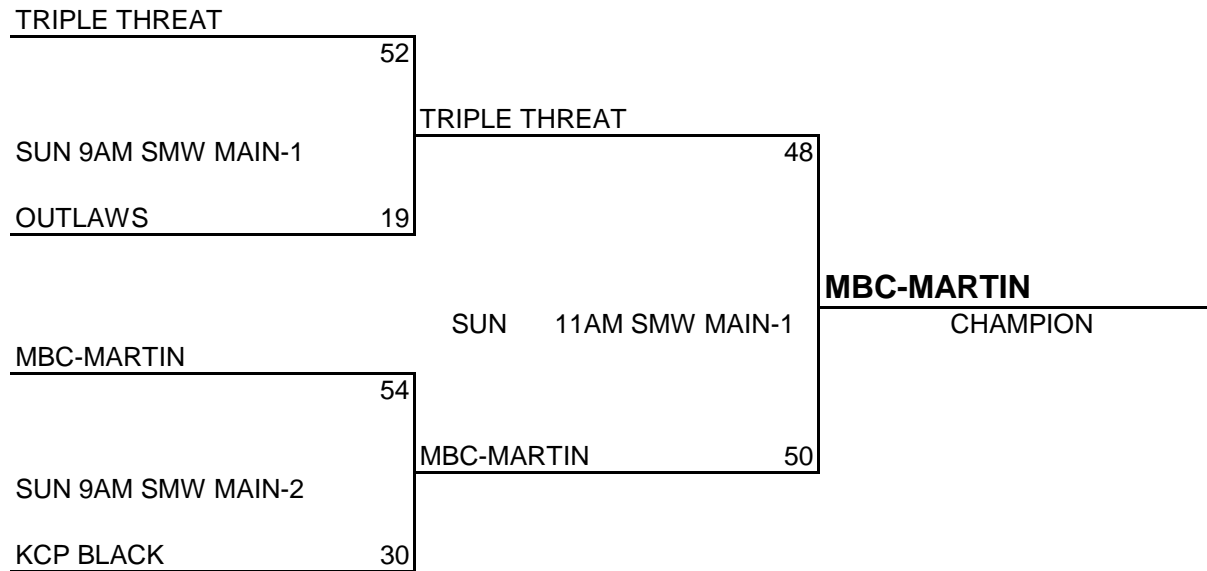 TRIPLE THREAT
52
TRIPLE THREAT
SUN 9AM SMW MAIN-1
48
OUTLAWS 19
MBC-MARTIN
SUN 11AM SMW MAIN-1
CHAMPION
MBC-MARTIN
54
MBC-MARTIN 50
SUN 9AM SMW MAIN-2
KCP BLACK 30